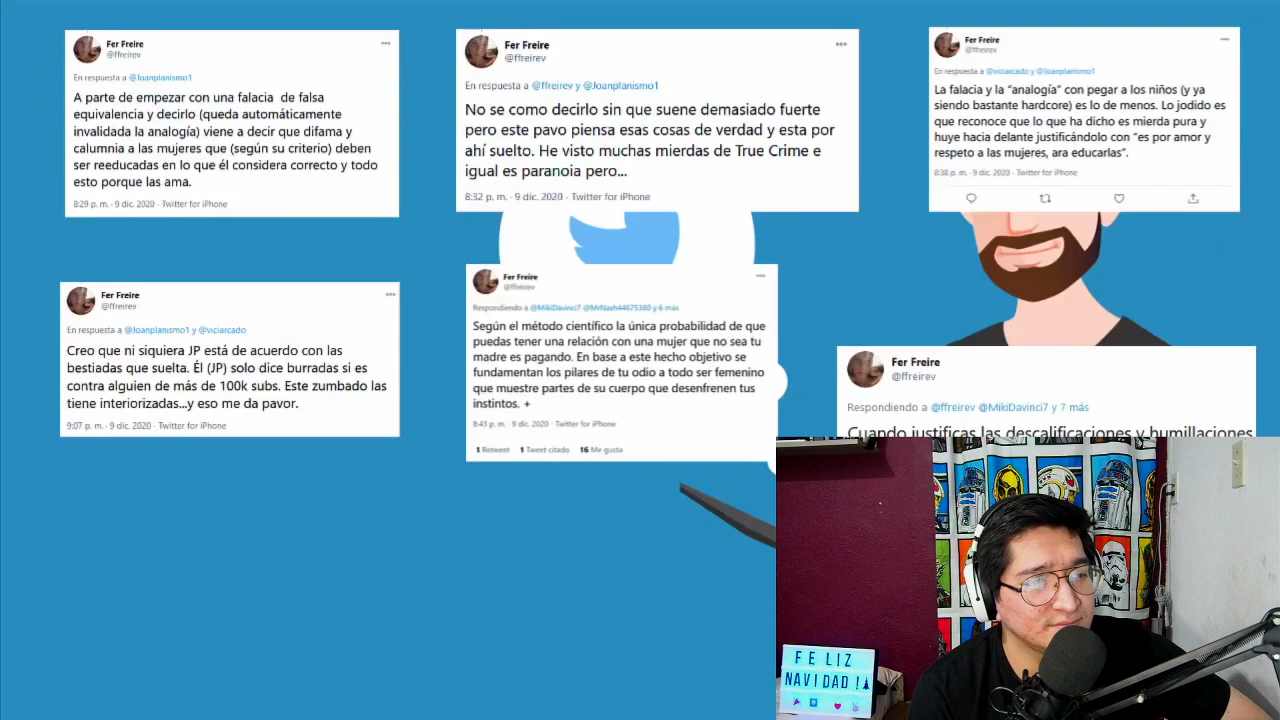 Fer Freire
@ffreirev
En respuesta a @Joanplanismo1
A parte de empezar con una falacia de falsa
equivalencia y decirlo (queda automáticamente
invalidada la analogía) viene a decir que difama y
calumnia a las mujeres que (según su criterio) deben
ser reeducadas en lo que él considera correcto y todo
esto porque las ama.
8:29 p. m. · 9 dic. 2020 · Twitter for iPhone
Fer Freire
@ffreirev
En respuesta a @ffreirev y @Joanplanismo1
No se como decirlo sin que suene demasiado fuerte
pero este pavo piensa esas cosas de verdad y esta por
ahí suelto. He visto muchas mierdas de True Crime e
igual es paranoia pero...
8:32 p. m. · 9 dic. 2020 · Twitter for iPhone
Fer Freire
@ffreirev
En respuesta a @viciarcado y @Joanplanismo1
La falacia y la “analogía” con pegar a los niños (y ya
siendo bastante hardcore) es lo de menos. Lo jodido es
que reconoce que lo que ha dicho es mierda pura y
huye hacia delante justificándolo con “es por amor y
respeto a las mujeres, ara educarlas”.
8:38 p. m. · 9 dic. 2020 · Twitter for iPhone
Fer Freire
@ffreirev
En respuesta a @Joanplanismo1 y @viciarcado
Creo que ni siquiera JP está de acuerdo con las
bestiadas que suelta. Él (JP) solo dice burradas si es
contra alguien de más de 100k subs. Este zumbado las
tiene interiorizadas...y eso me da pavor.
9:07 p. m. · 9 dic. 2020 · Twitter for iPhone
Fer Freire
@ffreirev
Respondiendo a @MikiDavinci7 @MrNash44675380 y 6 más
Según el método científico la única probabilidad de que
puedas tener una relación con una mujer que no sea tu
madre es pagando. En base a este hecho objetivo se
fundamentan los pilares de tu odio a todo ser femenino
que muestre partes de su cuerpo que desenfrenen tus
instintos. +
8:43 p. m. · 9 dic. 2020 · Twitter for iPhone
1 Retweet 1 Tweet citado 16 Me gusta
Fer Freire
@ffreirev
Respondiendo a @ffreirev @MikiDavinci7 y 7 más
Cuando justificas las descalificaciones y humillaciones
FELIZ
NAVIDAD!